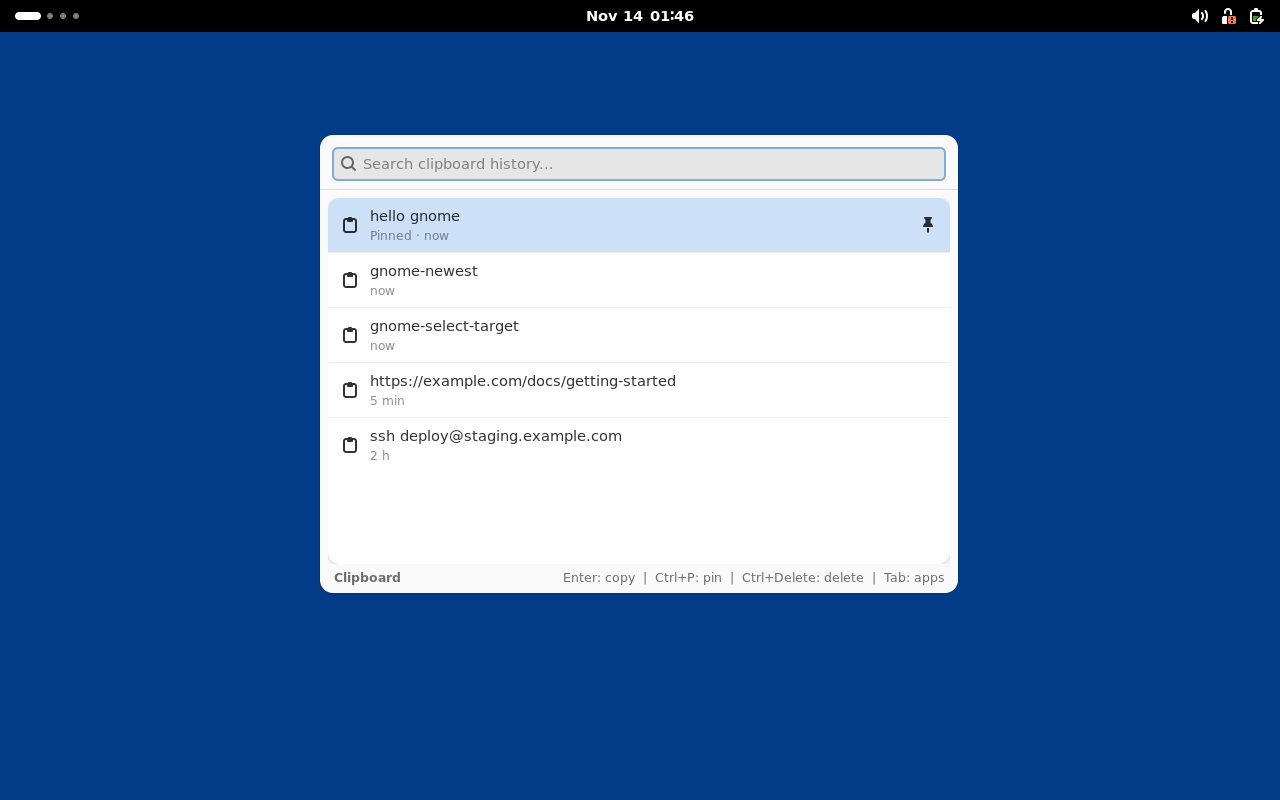 Nov 14 01:46
Search clipboard history…
hello gnome
Pinned · now
gnome-newest
now
gnome-select-target
now
https://example.com/docs/getting-started
5 min
ssh deploy@staging.example.com
2 h
Clipboard Enter: copy | Ctrl+P: pin | Ctrl+Delete: delete | Tab: apps